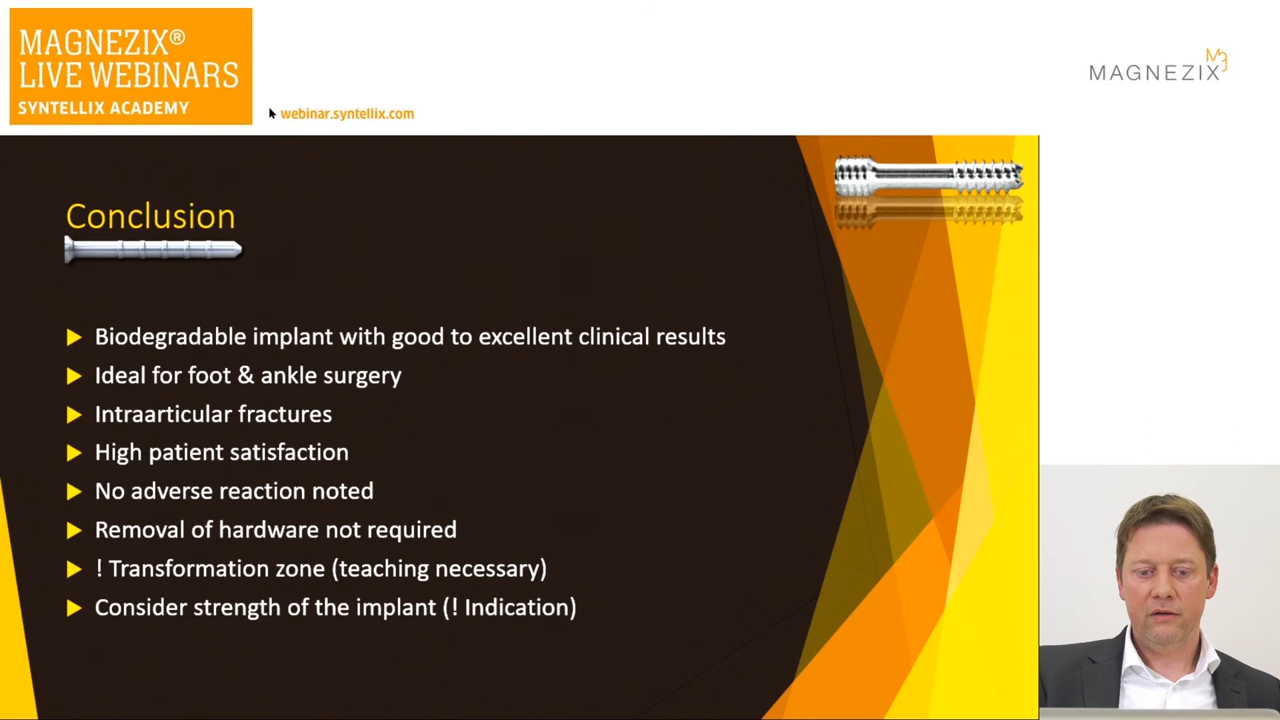 MAGNEZIX®
LIVE WEBINARS
SYNTELLIX ACADEMY
webinar.syntellix.com
MAGNEZIX
Conclusion
Biodegradable implant with good to excellent clinical results
Ideal for foot & ankle surgery
Intraarticular fractures
High patient satisfaction
No adverse reaction noted
Removal of hardware not required
! Transformation zone (teaching necessary)
Consider strength of the implant (! Indication)